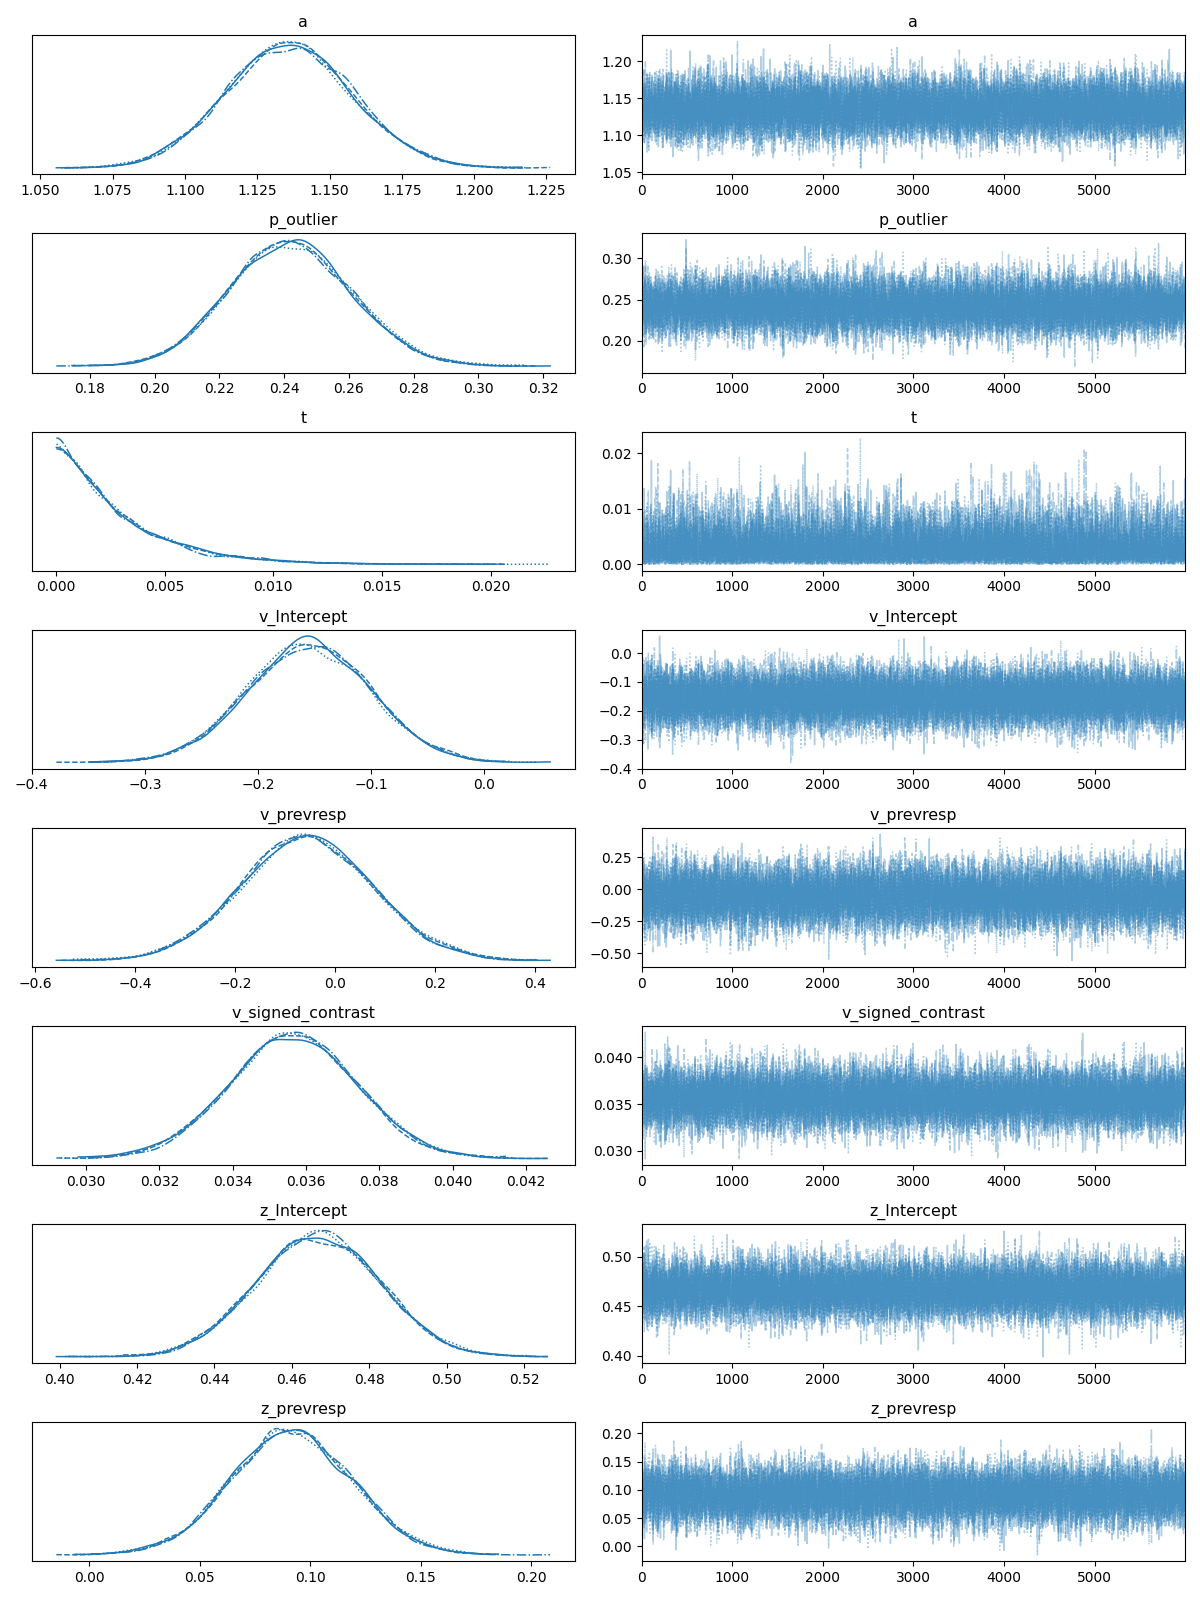 a a
1.20
1.15
1.10
1.05
1.050 1.075 1.100 1.125 1.150 1.175 1.200 1.225 0 1000 2000 3000 4000 5000
p_outlier p_outlier
0.30
0.25
0.20
0.18 0.20 0.22 0.24 0.26 0.28 0.30 0.32 0 1000 2000 3000 4000 5000
t t
0.02
0.01
0.00
0.000 0.005 0.010 0.015 0.020 0 1000 2000 3000 4000 5000
v_Intercept v_Intercept
0.0
−0.1
−0.2
−0.3
−0.4
−0.4 −0.3 −0.2 −0.1 0.0 0 1000 2000 3000 4000 5000
v_prevresp v_prevresp
0.25
0.00
−0.25
−0.50
−0.6 −0.4 −0.2 0.0 0.2 0.4 0 1000 2000 3000 4000 5000
v_signed_contrast v_signed_contrast
0.040
0.035
0.030
0.030 0.032 0.034 0.036 0.038 0.040 0.042 0 1000 2000 3000 4000 5000
z_Intercept z_Intercept
0.50
0.45
0.40
0.40 0.42 0.44 0.46 0.48 0.50 0.52 0 1000 2000 3000 4000 5000
z_prevresp z_prevresp
0.20
0.15
0.10
0.05
0.00
0.00 0.05 0.10 0.15 0.20 0 1000 2000 3000 4000 5000